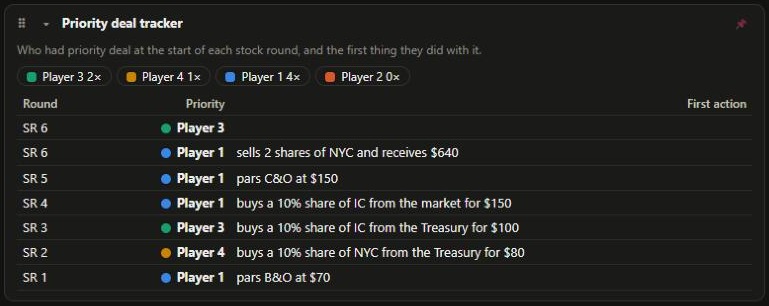 Priority deal tracker
Who had priority deal at the start of each stock round, and the first thing they did with it.
Player 3 2× Player 4 1× Player 1 4× Player 2 0×
Round Priority First action
SR 6 Player 3
SR 6 Player 1 sells 2 shares of NYC and receives $640
SR 5 Player 1 pars C&O at $150
SR 4 Player 1 buys a 10% share of IC from the market for $150
SR 3 Player 3 buys a 10% share of IC from the Treasury for $100
SR 2 Player 4 buys a 10% share of NYC from the Treasury for $80
SR 1 Player 1 pars B&O at $70